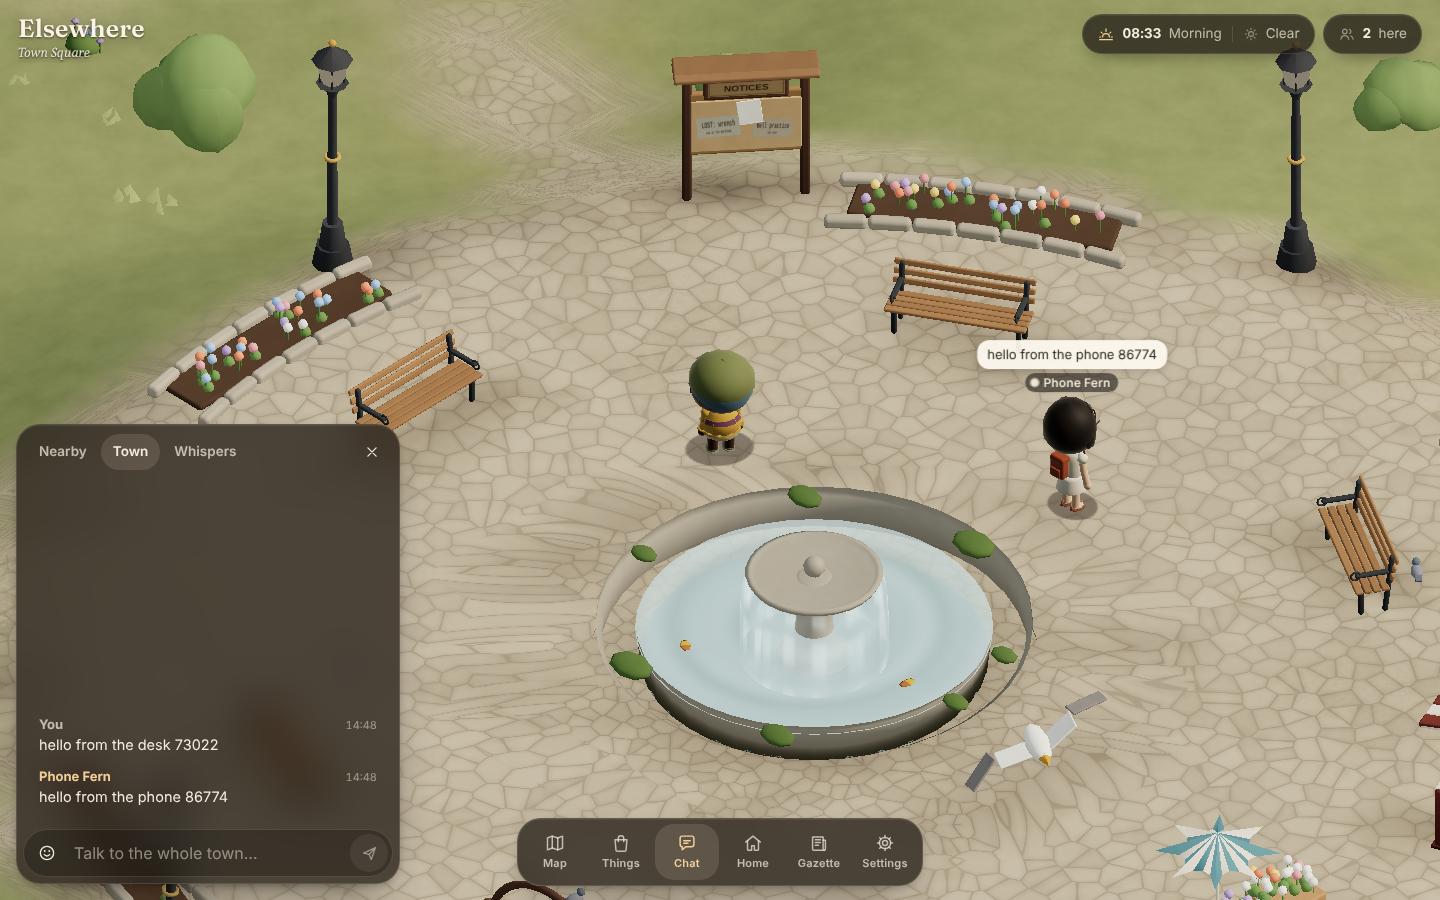 Elsewhere
Town Square
08:33 Morning Clear
2 here
NOTICES
LOST: wrench
Bell practice
hello from the phone 86774
Phone Fern
Nearby Town Whispers
You 14:48
hello from the desk 73022
Phone Fern 14:48
hello from the phone 86774
Talk to the whole town...
Map Things Chat Home Gazette Settings